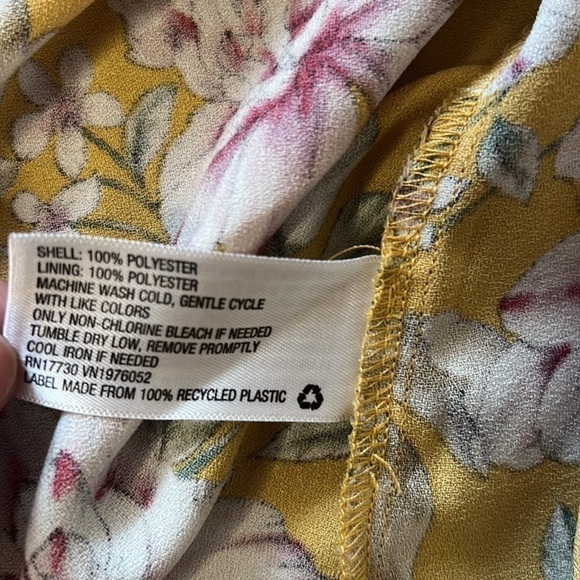 SHELL: 100% POLYESTER
LINING: 100% POLYESTER
MACHINE WASH COLD, GENTLE CYCLE
WITH LIKE COLORS
ONLY NON-CHLORINE BLEACH IF NEEDED
TUMBLE DRY LOW, REMOVE PROMPTLY
COOL IRON IF NEEDED
RN17730 VN1976052
LABEL MADE FROM 100% RECYCLED PLASTIC